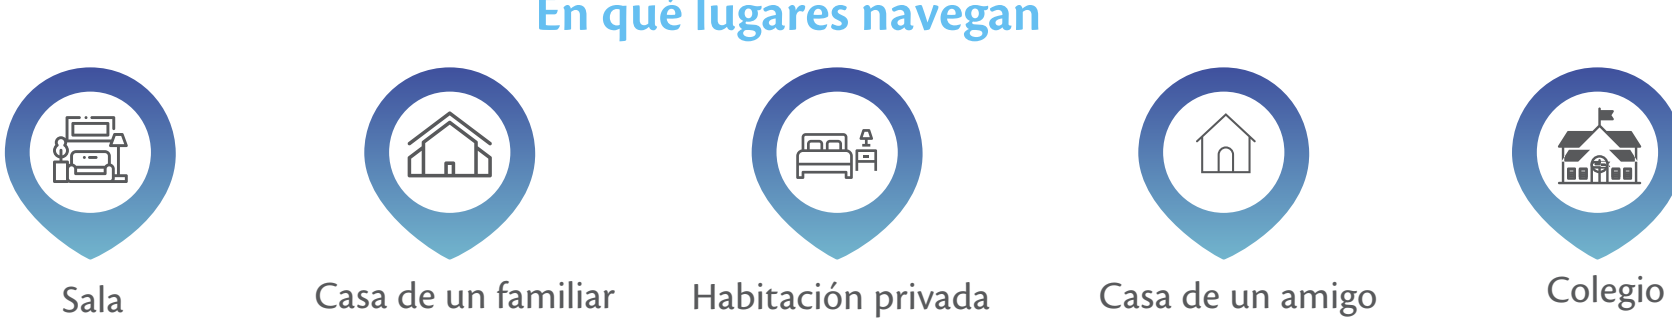 En qué lugares navegan
Sala
Casa de un familiar
Habitación privada
Casa de un amigo
Colegio